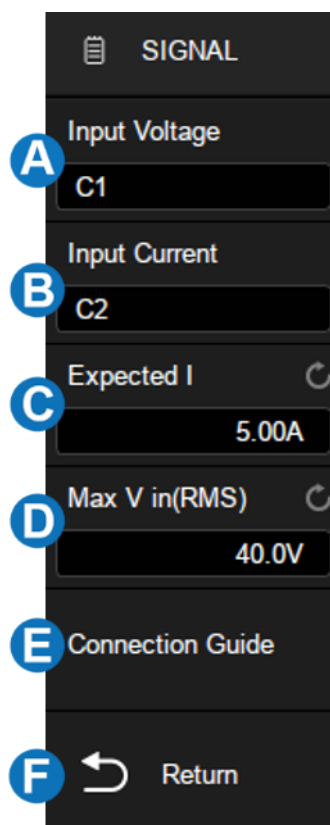 SIGNAL
Input Voltage
A
C1
Input Current
B
C2
Expected I
C
5.00A
Max V in(RMS)
D
40.0V
E Connection Guide
F Return